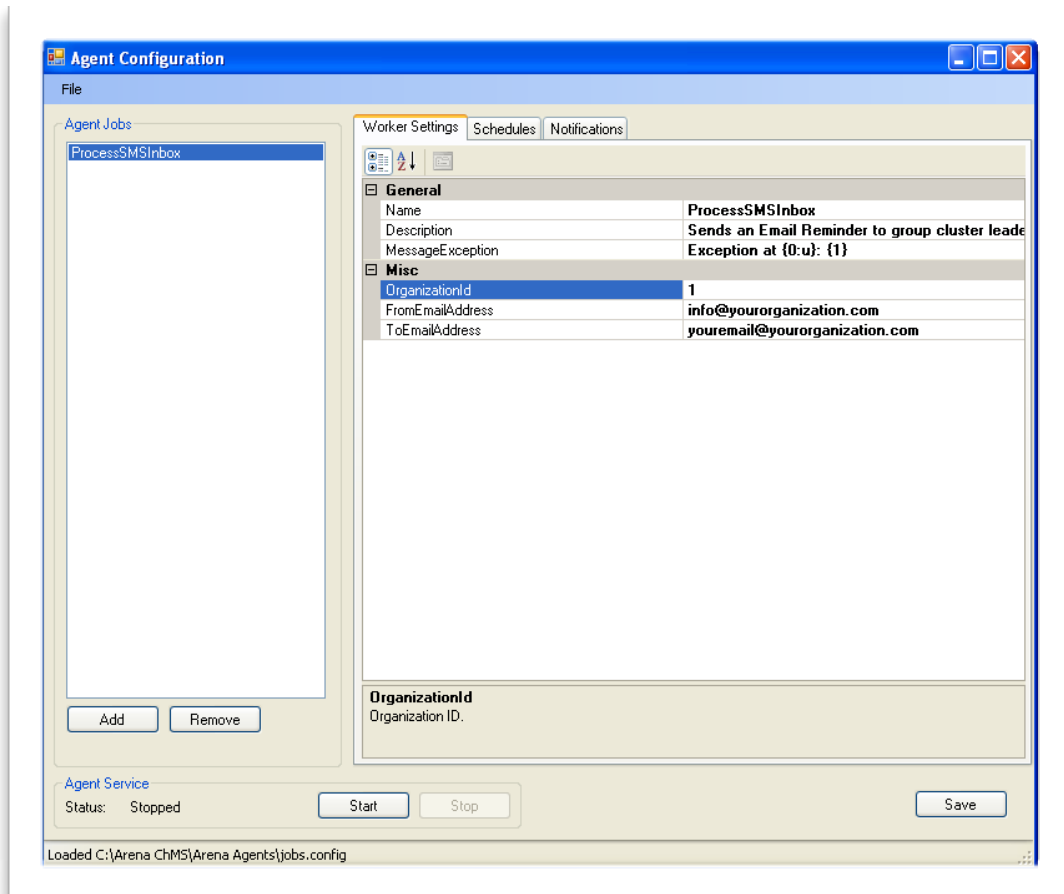 Agent Configuration
File
Agent Jobs
ProcessSMSInbox
Add
Remove
Worker Settings
Schedules
Notifications
General
Name ProcessSMSInbox
Description Sends an Email Reminder to group cluster leade
MessageException Exception at {0:u}: {1}
Misc
OrganizationId 1
FromEmailAddress info@yourorganization.com
ToEmailAddress youremail@yourorganization.com
OrganizationId
Organization ID.
Agent Service
Status: Stopped
Start
Stop
Save
Loaded C:\Arena ChMS\Arena Agents\jobs.config